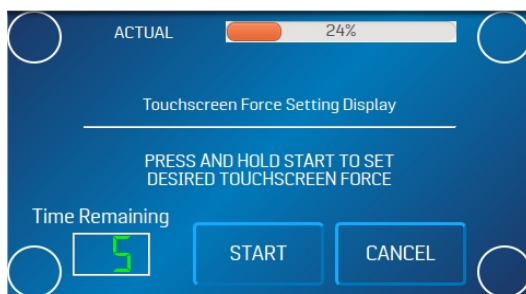 ACTUAL 24%
Touchscreen Force Setting Display
PRESS AND HOLD START TO SET
DESIRED TOUCHSCREEN FORCE
Time Remaining
5
START CANCEL